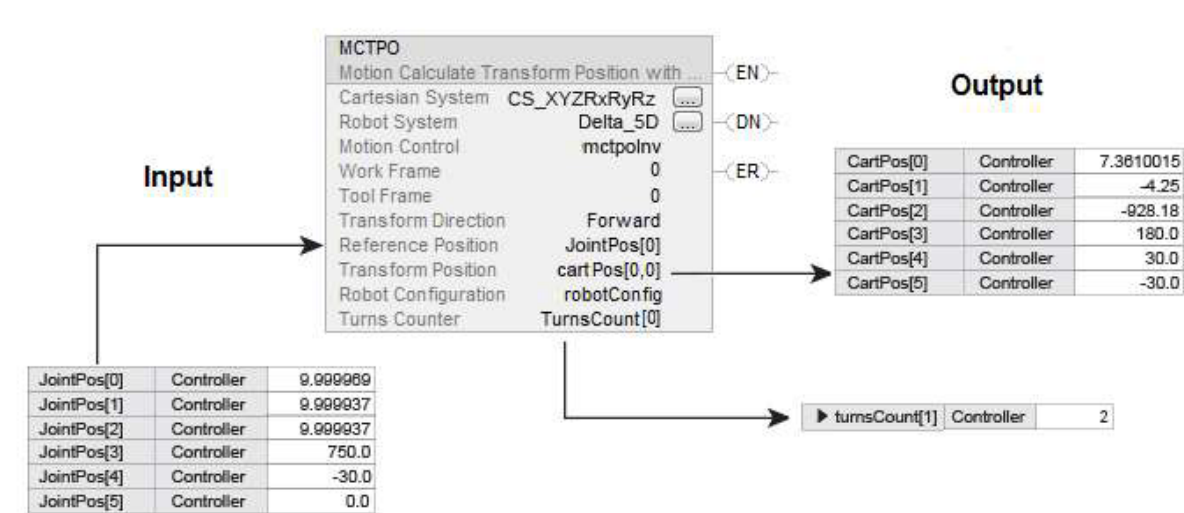 MCTPO
Motion Calculate Transform Position with ...
EN
Cartesian System CS_XYZRxRyRz ...
Robot System Delta_5D ...
DN
Motion Control mctpoInv
Work Frame 0
ER
Tool Frame 0
Transform Direction Forward
Reference Position JointPos[0]
Transform Position cartPos[0,0]
Robot Configuration robotConfig
Turns Counter TurnsCount[0]
Input
Output
CartPos[0] Controller 7.3610015
CartPos[1] Controller -4.25
CartPos[2] Controller -928.18
CartPos[3] Controller 180.0
CartPos[4] Controller 30.0
CartPos[5] Controller -30.0
JointPos[0] Controller 9.999969
JointPos[1] Controller 9.999937
JointPos[2] Controller 9.999937
JointPos[3] Controller 750.0
JointPos[4] Controller -30.0
JointPos[5] Controller 0.0
turnsCount[1] Controller 2